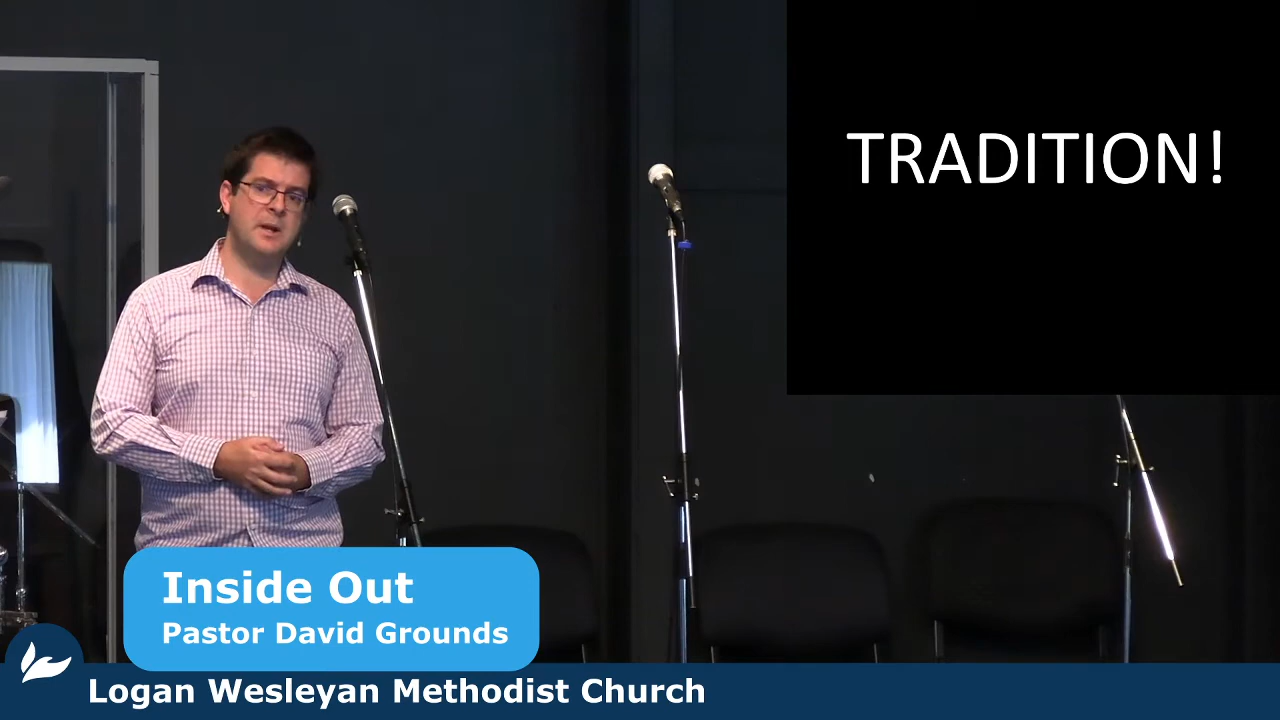 TRADITION!
Inside Out
Pastor David Grounds
Logan Wesleyan Methodist Church